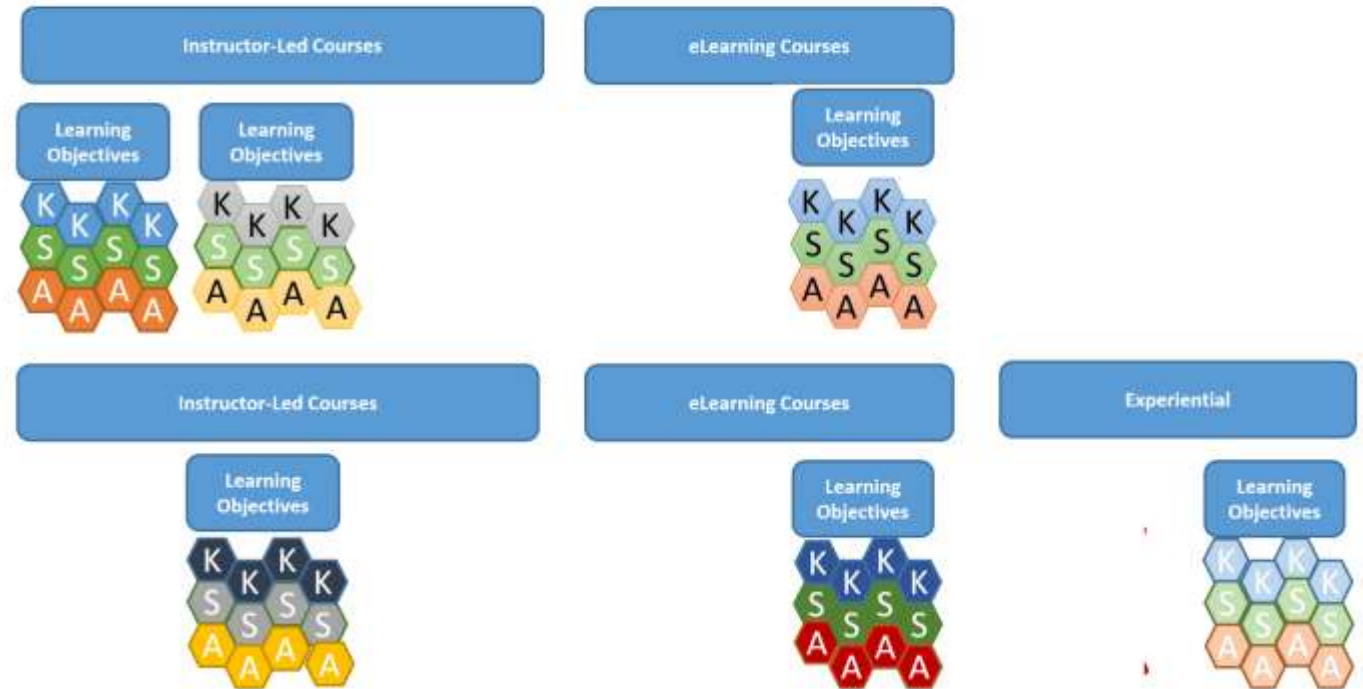 Instructor-Led Courses
eLearning Courses
Learning
Objectives
Learning
Objectives
Learning
Objectives
K K K K
S S S S
A A A A
K K K K
S S S S
A A A A
K K K K
S S S S
A A A A
Instructor-Led Courses
eLearning Courses
Experiential
Learning
Objectives
Learning
Objectives
Learning
Objectives
K K K K
S S S S
A A A A
K K K K
S S S S
A A A A
K K K K
S S S S
A A A A